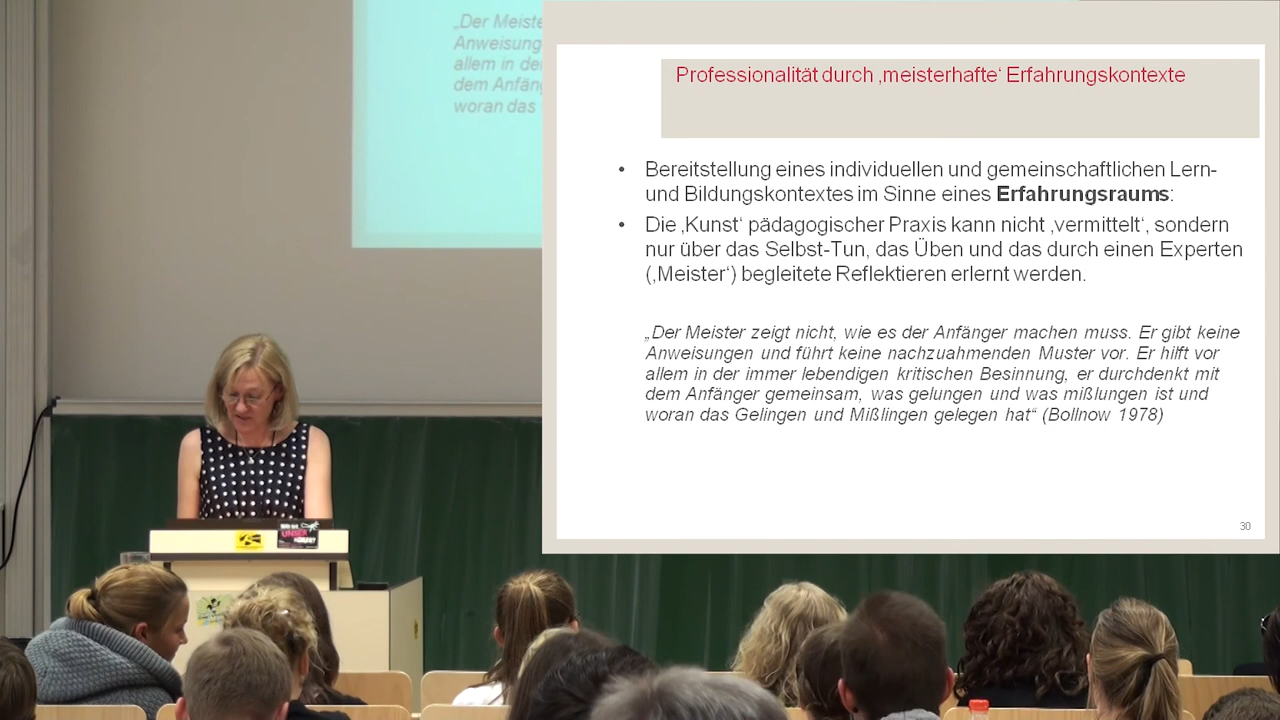 „Der Meiste
Anweisung
allem in de
dem Anfäng
woran das
Professionalität durch ‚meisterhafte‘ Erfahrungskontexte
• Bereitstellung eines individuellen und gemeinschaftlichen Lern-
und Bildungskontextes im Sinne eines Erfahrungsraums:
• Die ‚Kunst‘ pädagogischer Praxis kann nicht ‚vermittelt‘, sondern
nur über das Selbst-Tun, das Üben und das durch einen Experten
(‚Meister‘) begleitete Reflektieren erlernt werden.
„Der Meister zeigt nicht, wie es der Anfänger machen muss. Er gibt keine
Anweisungen und führt keine nachzuahmenden Muster vor. Er hilft vor
allem in der immer lebendigen kritischen Besinnung, er durchdenkt mit
dem Anfänger gemeinsam, was gelungen und was mißlungen ist und
woran das Gelingen und Mißlingen gelegen hat“ (Bollnow 1978)
30
UNSER